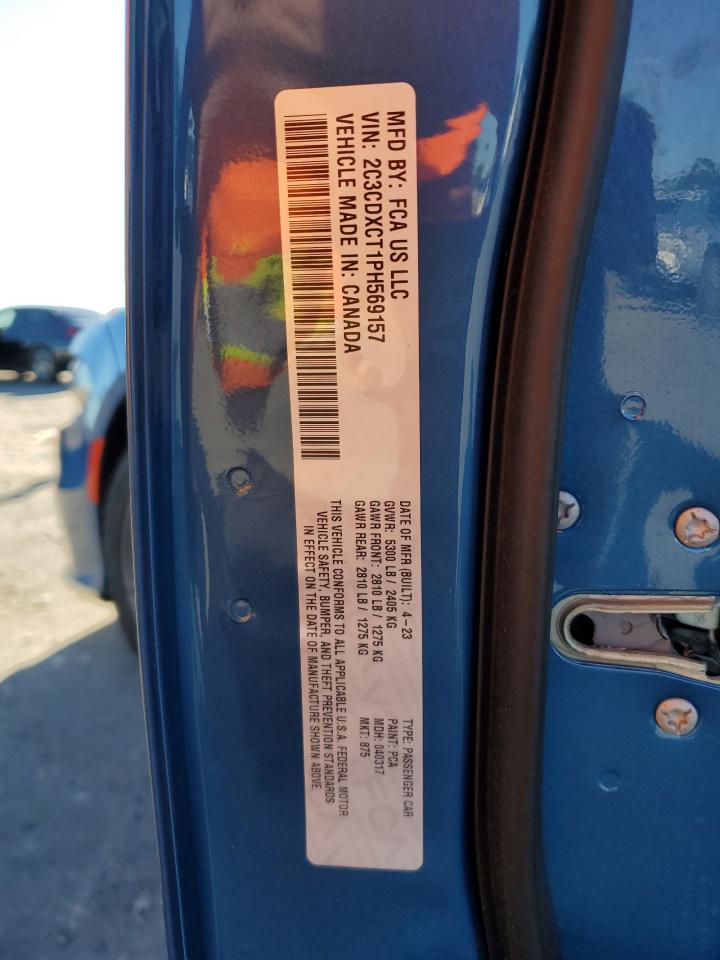 MFD BY: FCA US LLC
VIN: 2C3CDXCT1PH569157
VEHICLE MADE IN: CANADA
DATE OF MFR (BUILT): 4-23
GVWR: 5300 LB / 2405 KG
GAWR FRONT: 2810 LB / 1275 KG
GAWR REAR: 2810 LB / 1275 KG
TYPE: PASSENGER CAR
PAINT: PCA
MDH: 040317
MKT: 875
THIS VEHICLE CONFORMS TO ALL APPLICABLE U.S.A. FEDERAL MOTOR
VEHICLE SAFETY, BUMPER, AND THEFT PREVENTION STANDARDS
IN EFFECT ON THE DATE OF MANUFACTURE SHOWN ABOVE.